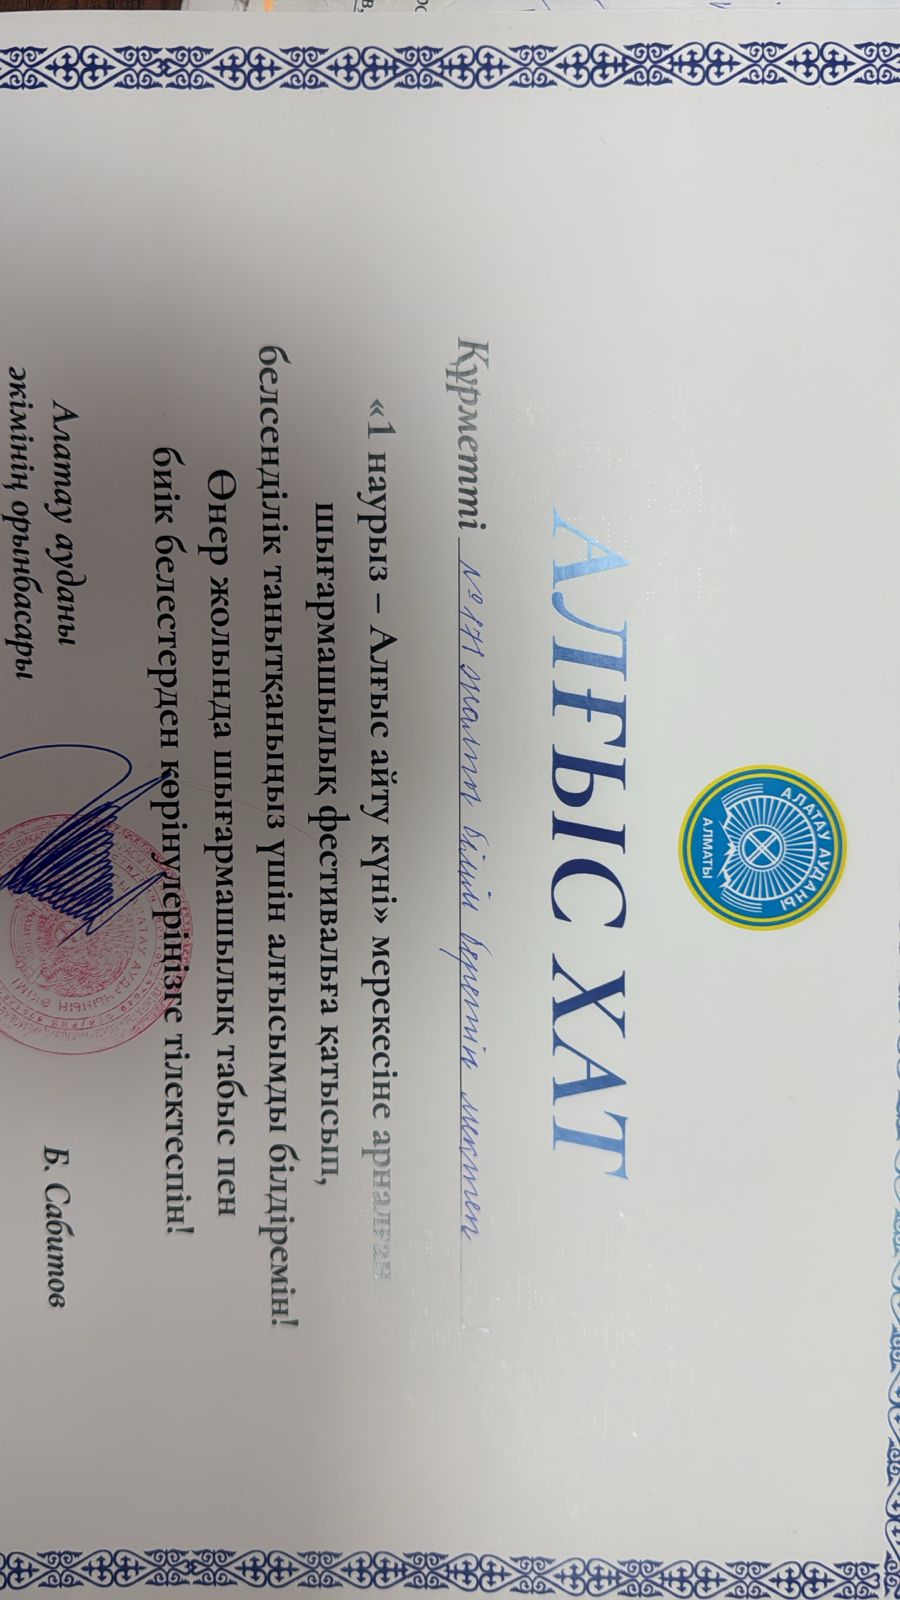 АЛАТАУ АУДАНЫ
АЛМАТЫ
АЛҒЫС ХАТ
Құрметті №171 жалпы білім беретін мектеп
«1 наурыз – Алғыс айту күні» мерекесіне арналған
шығармашылық фестивальға қатысып,
белсенділік танытқаныңыз үшін алғысымды білдіремін!
Өнер жолында шығармашылық табыс пен
биік белестерден көрінулеріңізге тілектеспін!
Алатау ауданы
әкімінің орынбасары
Б. Сабитов